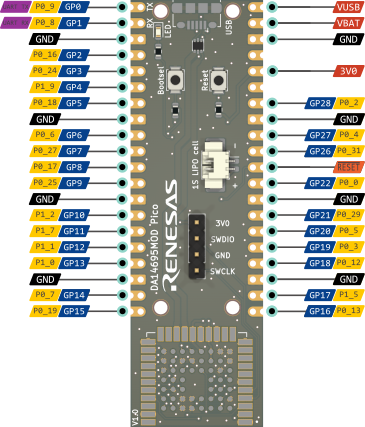 P0_9 GP0
P0_8 GP1
GND
P0_16 GP2
P0_24 GP3
P1_9 GP4
P0_18 GP5
GND
P0_6 GP6
P0_27 GP7
P0_17 GP8
P0_25 GP9
GND
P1_2 GP10
P1_7 GP11
P1_1 GP12
P1_0 GP13
GND
P0_7 GP14
P0_19 GP15
TX
RX
LED
USB
Bootsel
Reset
1S LIPO cell
- +
3V0
SWDIO
GND
SWCLK
DA14695MOD Pico
RENESAS
V1.0
VUSB
VBAT
GND
3V0
GP28 P0_2
GND
GP27 P0_4
GP26 P0_31
RESET
GP22 P0_0
GND
GP21 P0_29
GP20 P0_5
GP19 P0_3
GP18 P0_12
GND
GP17 P1_5
GP16 P0_13